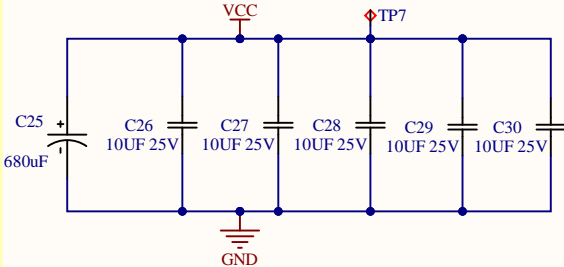 VCC
TP7
C25
680uF
C26
10UF 25V
C27
10UF 25V
C28
10UF 25V
C29
10UF 25V
C30
10UF 25V
GND